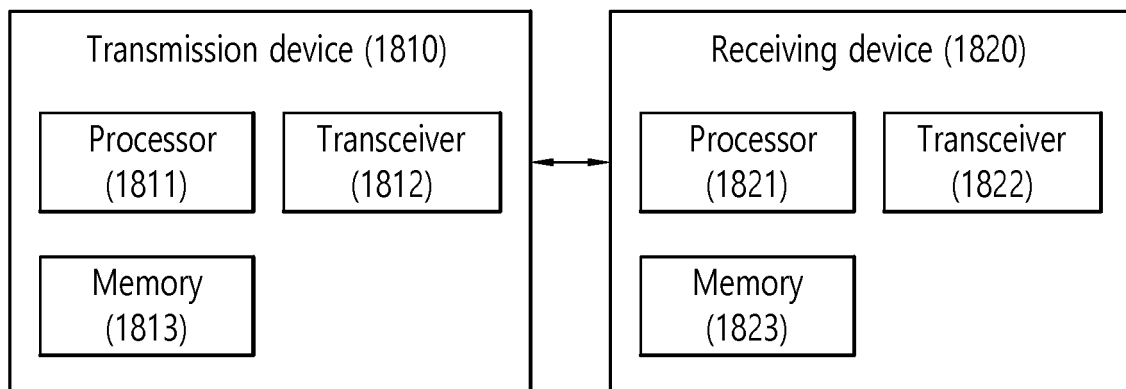 Transmission device (1810)
Processor
(1811)
Transceiver
(1812)
Memory
(1813)
Receiving device (1820)
Processor
(1821)
Transceiver
(1822)
Memory
(1823)